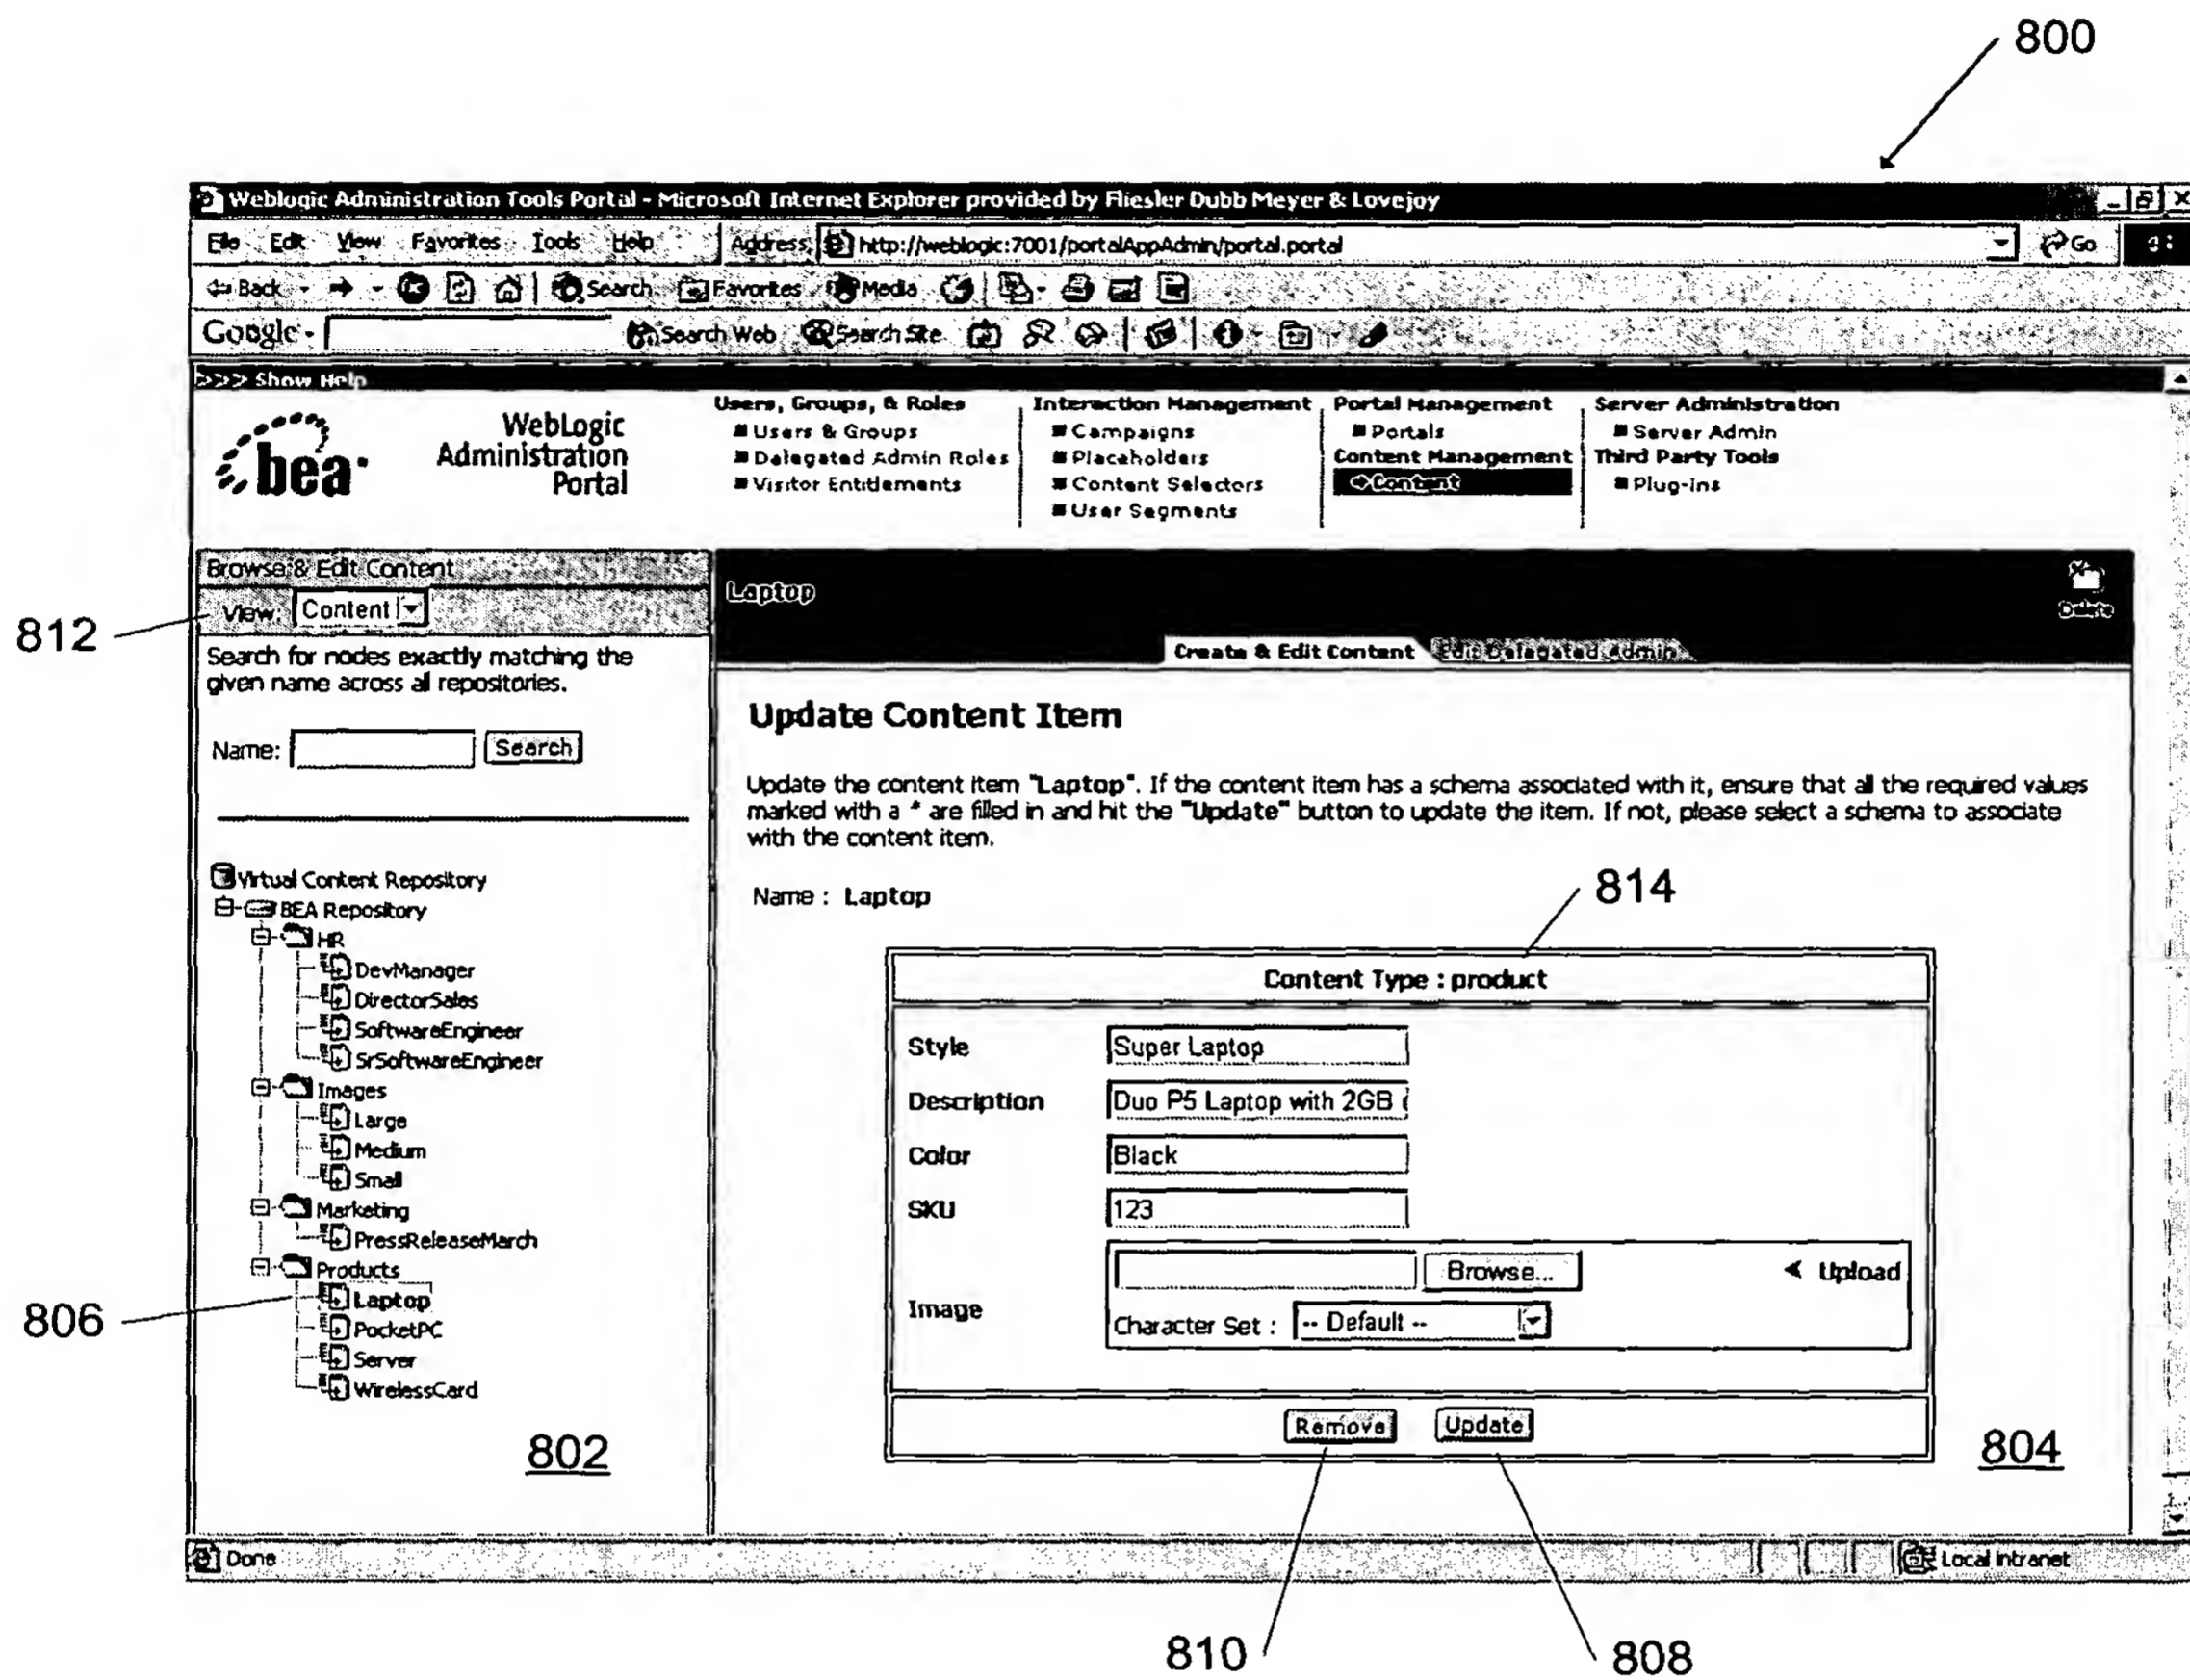 800
Weblogic Administration Tools Portal - Microsoft Internet Explorer provided by Fliesler Dubb Meyer & Lovejoy
File Edit View Favorites Tools Help Address http://weblogic:7001/portalAppAdmin/portal.portal Go
Back Search Favorites Media
Google Search Web Search Site
>>> Show Help
bea
WebLogic
Administration
Portal
Users, Groups, & Roles
Users & Groups
Delegated Admin Roles
Visitor Entitlements
Interaction Management
Campaigns
Placeholders
Content Selectors
User Segments
Portal Management
Portals
Content Management
Content
Server Administration
Server Admin
Third Party Tools
Plug-ins
Browse & Edit Content
812
View: Content
Search for nodes exactly matching the
given name across all repositories.
Name: Search
Virtual Content Repository
BEA Repository
HR
DevManager
DirectorSales
SoftwareEngineer
SrSoftwareEngineer
Images
Large
Medium
Small
Marketing
PressReleaseMarch
Products
806
Laptop
PocketPC
Server
WirelessCard
802
Laptop
Delete
Create & Edit Content Edit Delegated Admin
Update Content Item
Update the content item "Laptop". If the content item has a schema associated with it, ensure that all the required values
marked with a * are filled in and hit the "Update" button to update the item. If not, please select a schema to associate
with the content item.
Name : Laptop
814
Content Type : product
Style Super Laptop
Description Duo P5 Laptop with 2GB
Color Black
SKU 123
Image
Browse... Upload
Character Set : -- Default --
Remove Update
804
Done Local intranet
810
808